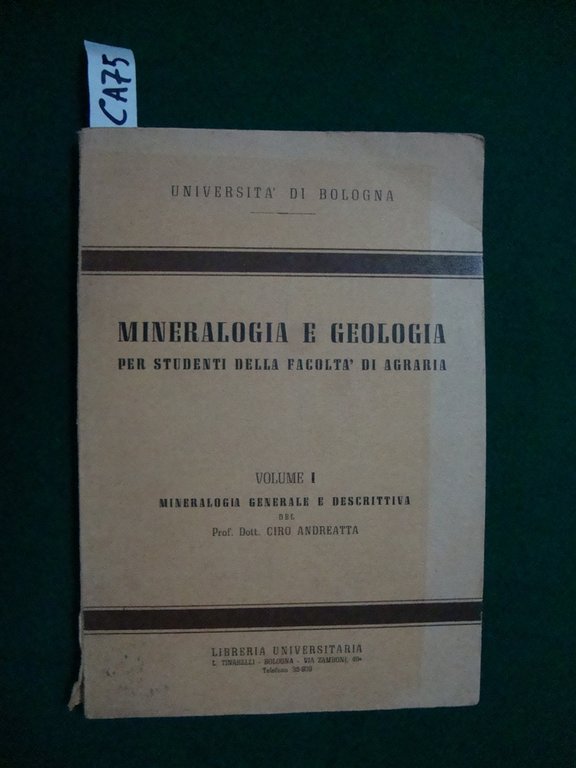 CA75
UNIVERSITA' DI BOLOGNA
MINERALOGIA E GEOLOGIA
PER STUDENTI DELLA FACOLTA' DI AGRARIA
VOLUME I
MINERALOGIA GENERALE E DESCRITTIVA
DEL
Prof. Dott. CIRO ANDREATTA
LIBRERIA UNIVERSITARIA
L. TINARELLI - BOLOGNA - VIA ZAMBONI,
Telefono